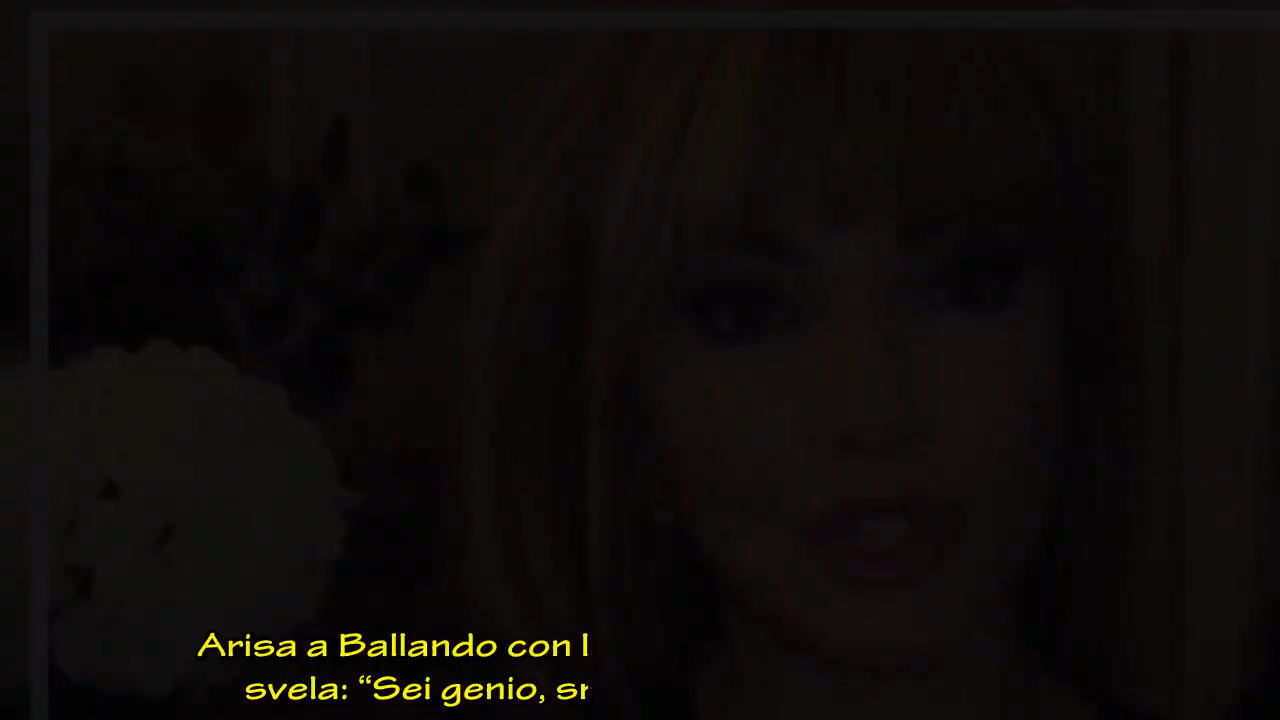 Arisa a Ballando con
svela: “Sei genio,